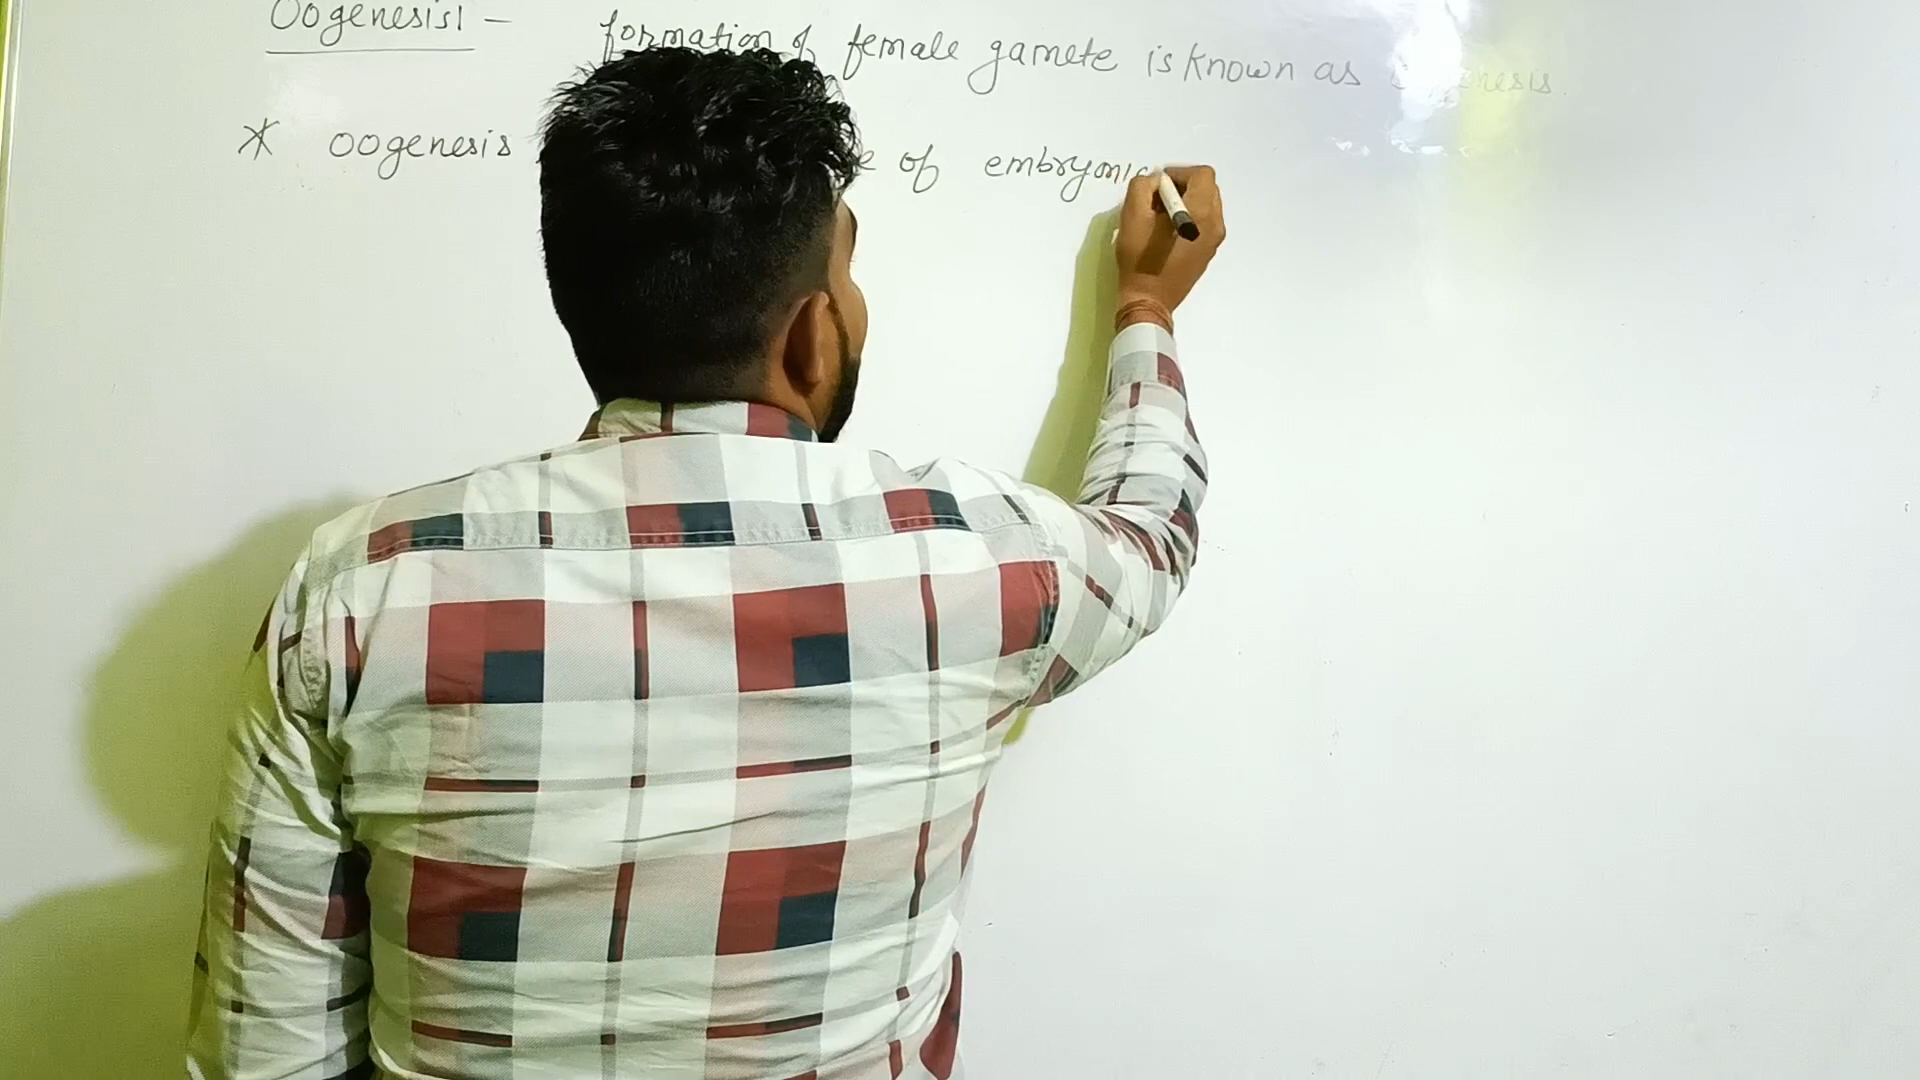 Oogenesis:- formation of female gamete is known as
* oogenesis of embryonic